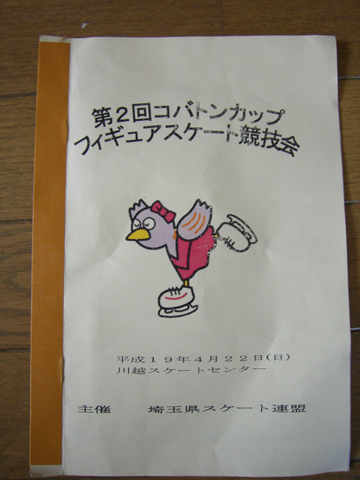 第２回コバトンカップ
フィギュアスケート競技会
平成１９年４月２２日(日)
川越スケートセンター
主催　埼玉県スケート連盟